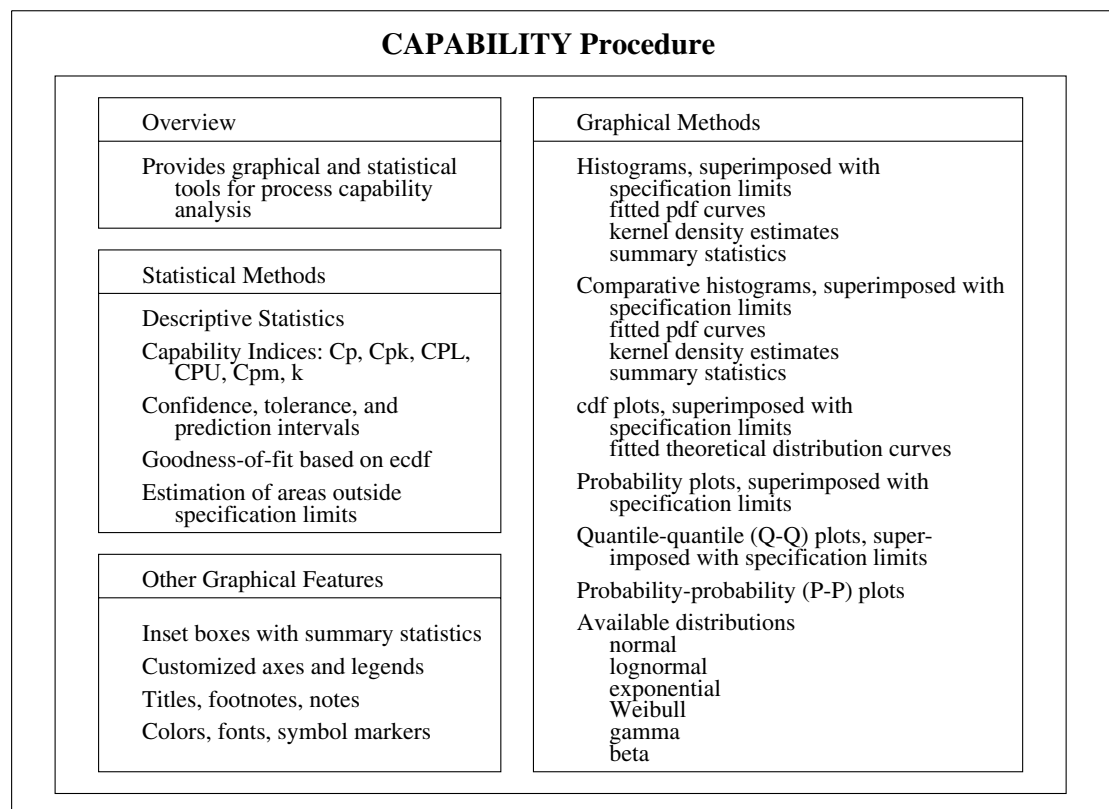 CAPABILITY Procedure
Overview
Provides graphical and statistical
tools for process capability
analysis
Statistical Methods
Descriptive Statistics
Capability Indices: Cp, Cpk, CPL,
CPU, Cpm, k
Confidence, tolerance, and
prediction intervals
Goodness-of-fit based on ecdf
Estimation of areas outside
specification limits
Other Graphical Features
Inset boxes with summary statistics
Customized axes and legends
Titles, footnotes, notes
Colors, fonts, symbol markers
Graphical Methods
Histograms, superimposed with
specification limits
fitted pdf curves
kernel density estimates
summary statistics
Comparative histograms, superimposed with
specification limits
fitted pdf curves
kernel density estimates
summary statistics
cdf plots, superimposed with
specification limits
fitted theoretical distribution curves
Probability plots, superimposed with
specification limits
Quantile-quantile (Q-Q) plots, super-
imposed with specification limits
Probability-probability (P-P) plots
Available distributions
normal
lognormal
exponential
Weibull
gamma
beta